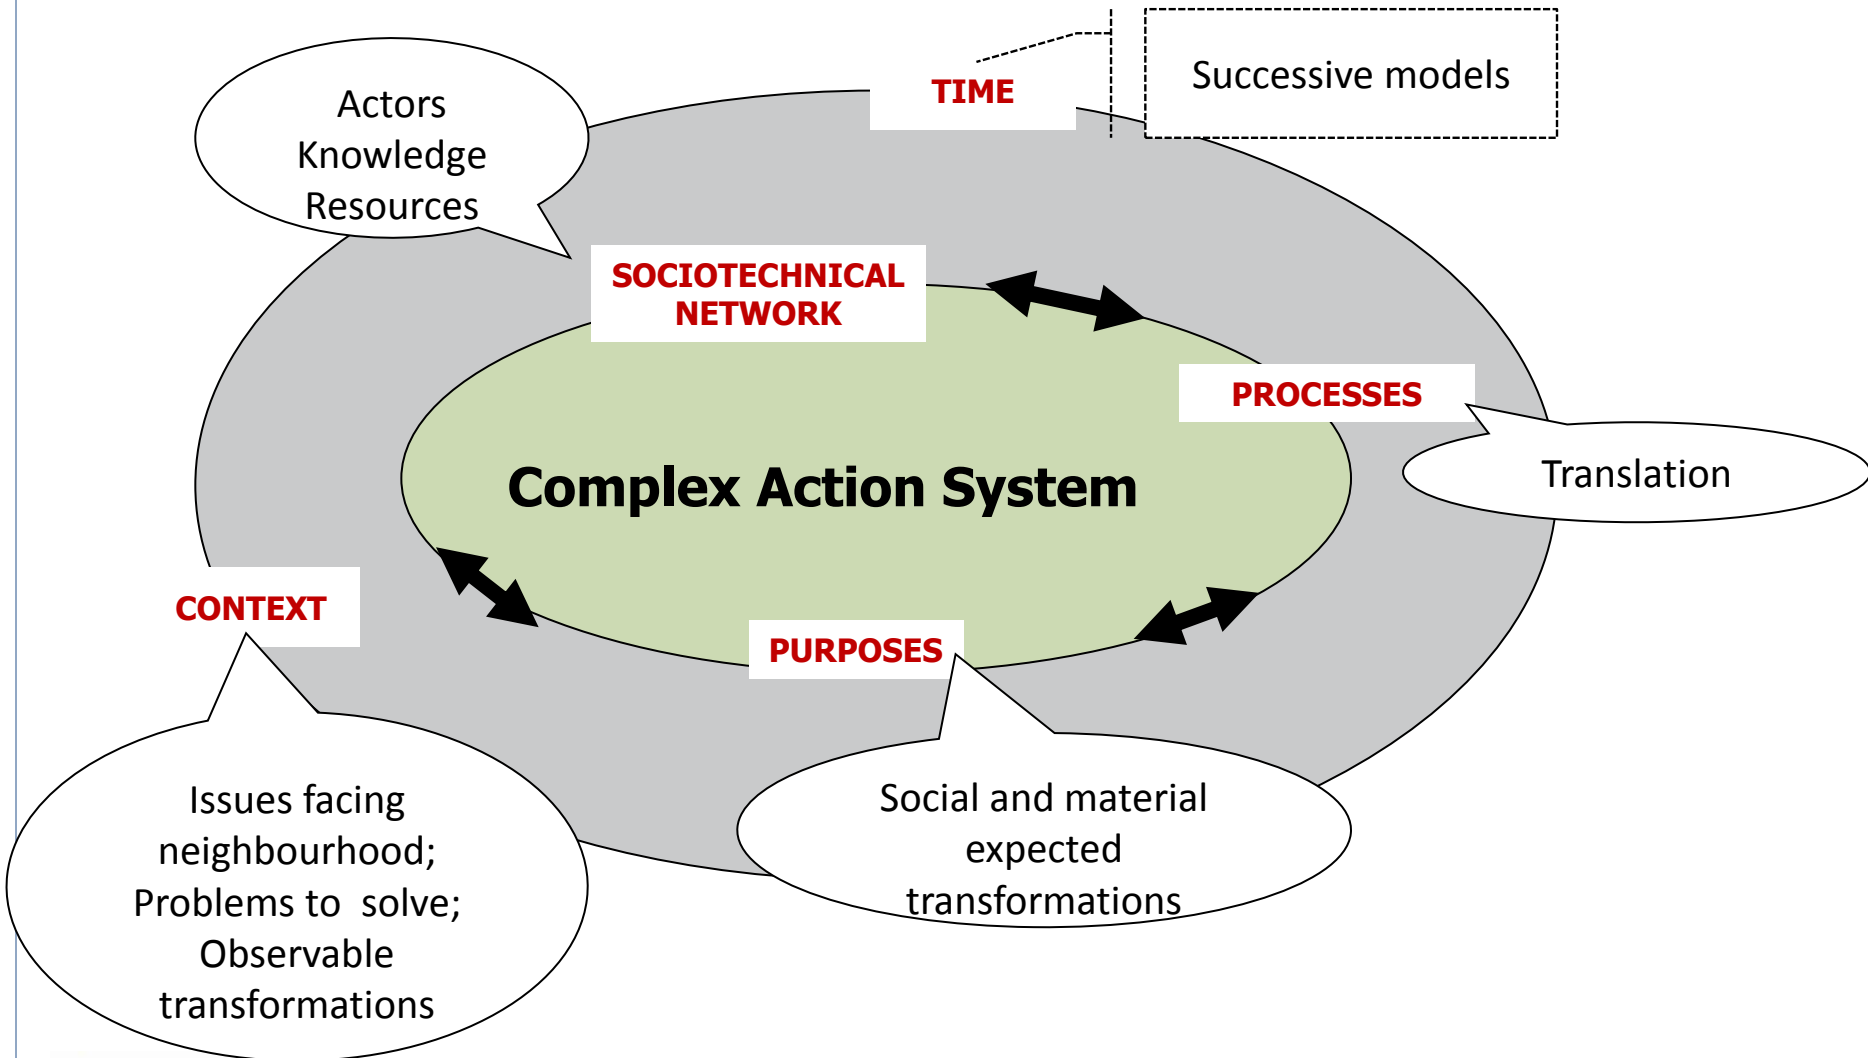 TIME
Successive models
Actors
Knowledge
Resources
SOCIOTECHNICAL
NETWORK
PROCESSES
Translation
Complex Action System
CONTEXT
PURPOSES
Issues facing
neighbourhood;
Problems to  solve;
Observable
transformations
Social and material
expected
transformations